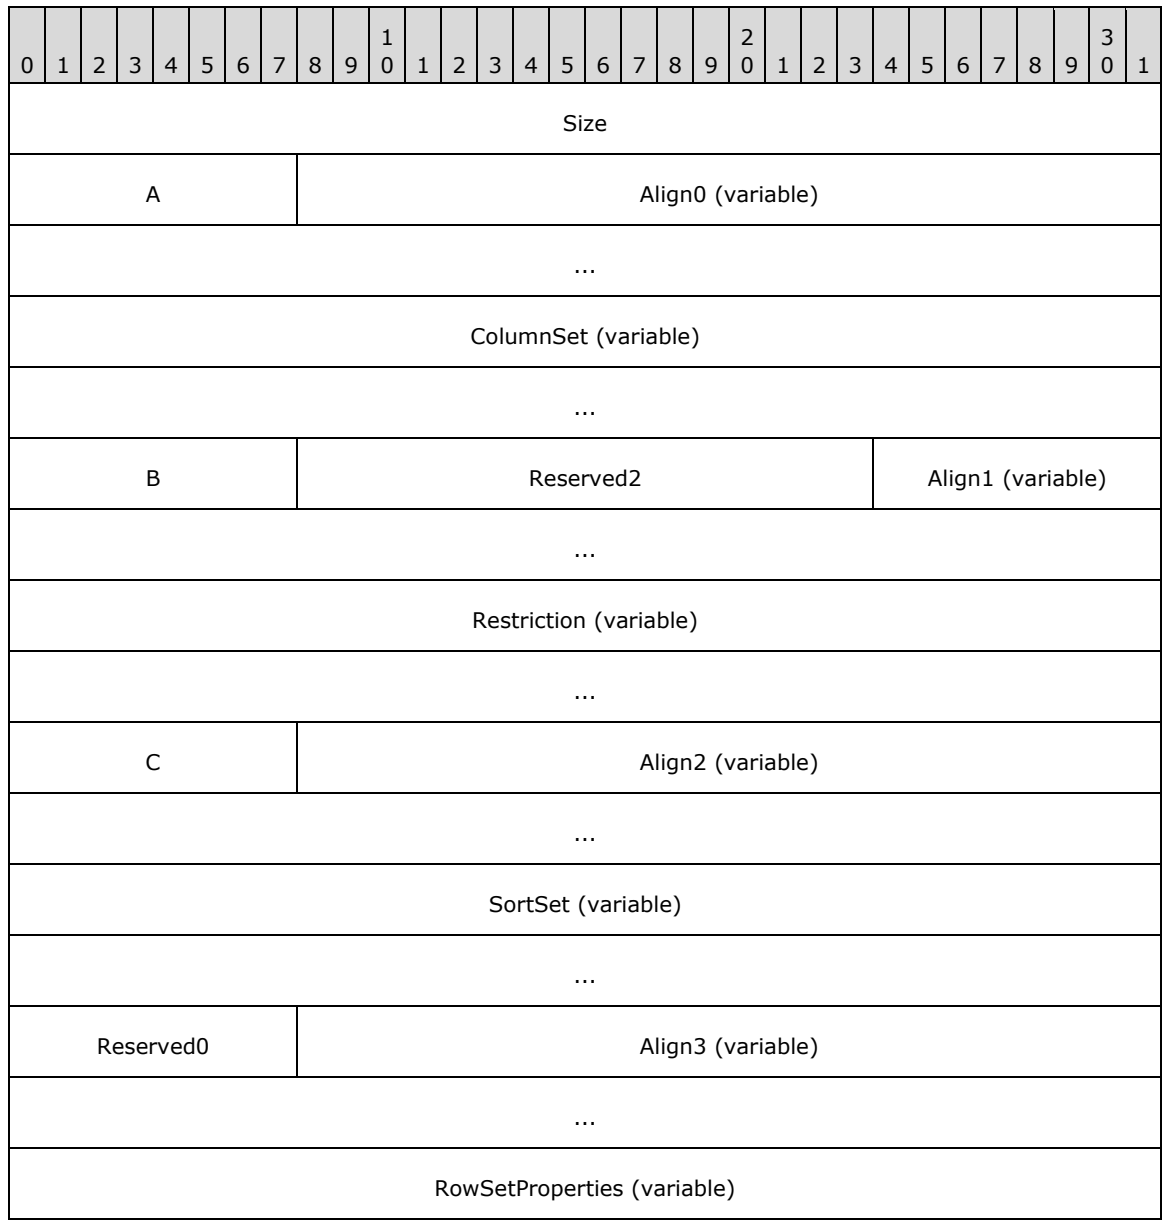 1 2 3
0 1 2 3 4 5 6 7 8 9 0 1 2 3 4 5 6 7 8 9 0 1 2 3 4 5 6 7 8 9 0 1
Size
A Align0 (variable)
...
ColumnSet (variable)
...
B Reserved2 Align1 (variable)
...
Restriction (variable)
...
C Align2 (variable)
...
SortSet (variable)
...
Reserved0 Align3 (variable)
...
RowSetProperties (variable)